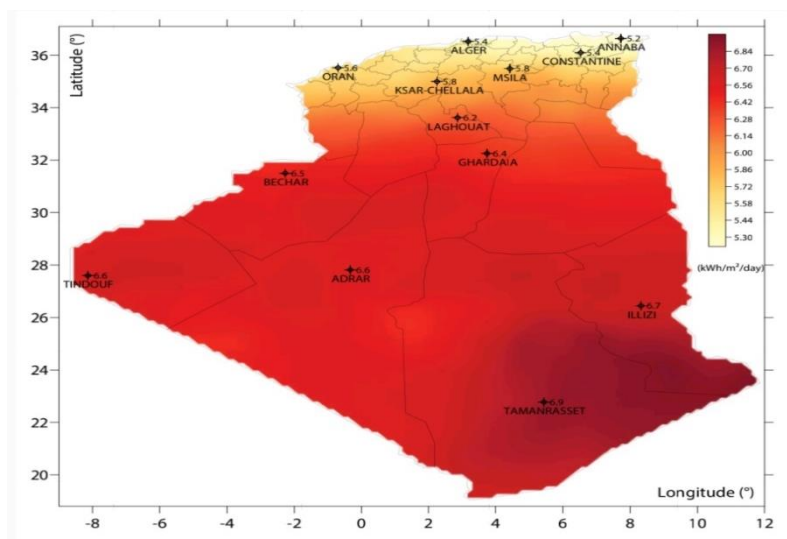 Latitude (°)
36
34
32
30
28
26
24
22
20
5.4
ALGER
5.2
ANNABA
5.4
CONSTANTINE
5.6
ORAN
5.8
MSILA
5.8
KSAR-CHELLALA
6.2
LAGHOUAT
6.4
GHARDAIA
6.5
BECHAR
6.6
TINDOUF
6.6
ADRAR
6.7
ILLIZI
6.9
TAMANRASSET
6.84
6.70
6.56
6.42
6.28
6.14
6.00
5.86
5.72
5.58
5.44
5.30
(kWh/m²/day)
Longitude (°)
-8 -6 -4 -2 0 2 4 6 8 10 12